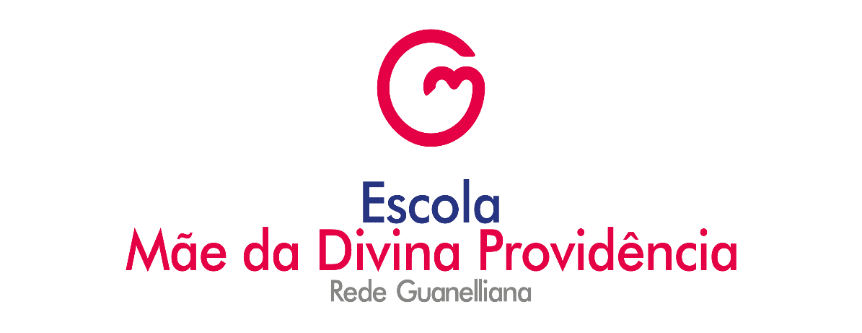 Escola
Mãe da Divina Providência
Rede Guanelliana